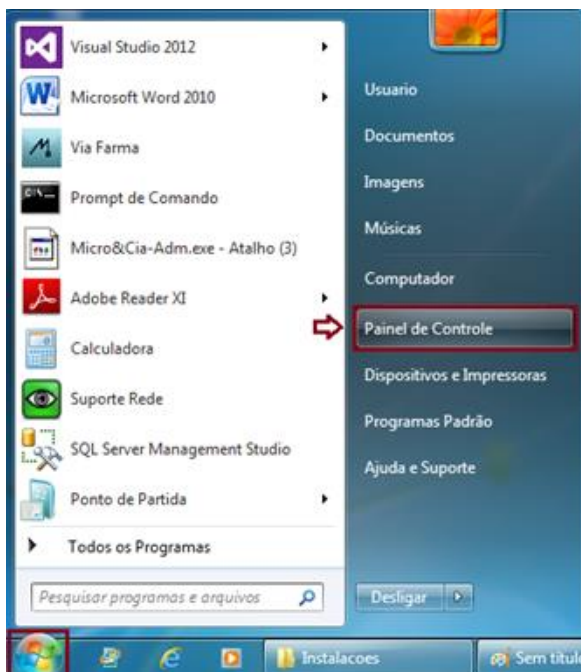 Visual Studio 2012
Microsoft Word 2010
Via Farma
Prompt de Comando
Micro&Cia-Adm.exe - Atalho (3)
Adobe Reader XI
Calculadora
Suporte Rede
SQL Server Management Studio
Ponto de Partida
Todos os Programas
Pesquisar programas e arquivos
Usuario
Documentos
Imagens
Músicas
Computador
Painel de Controle
Dispositivos e Impressoras
Programas Padrão
Ajuda e Suporte
Desligar
Instalacoes
Sem título